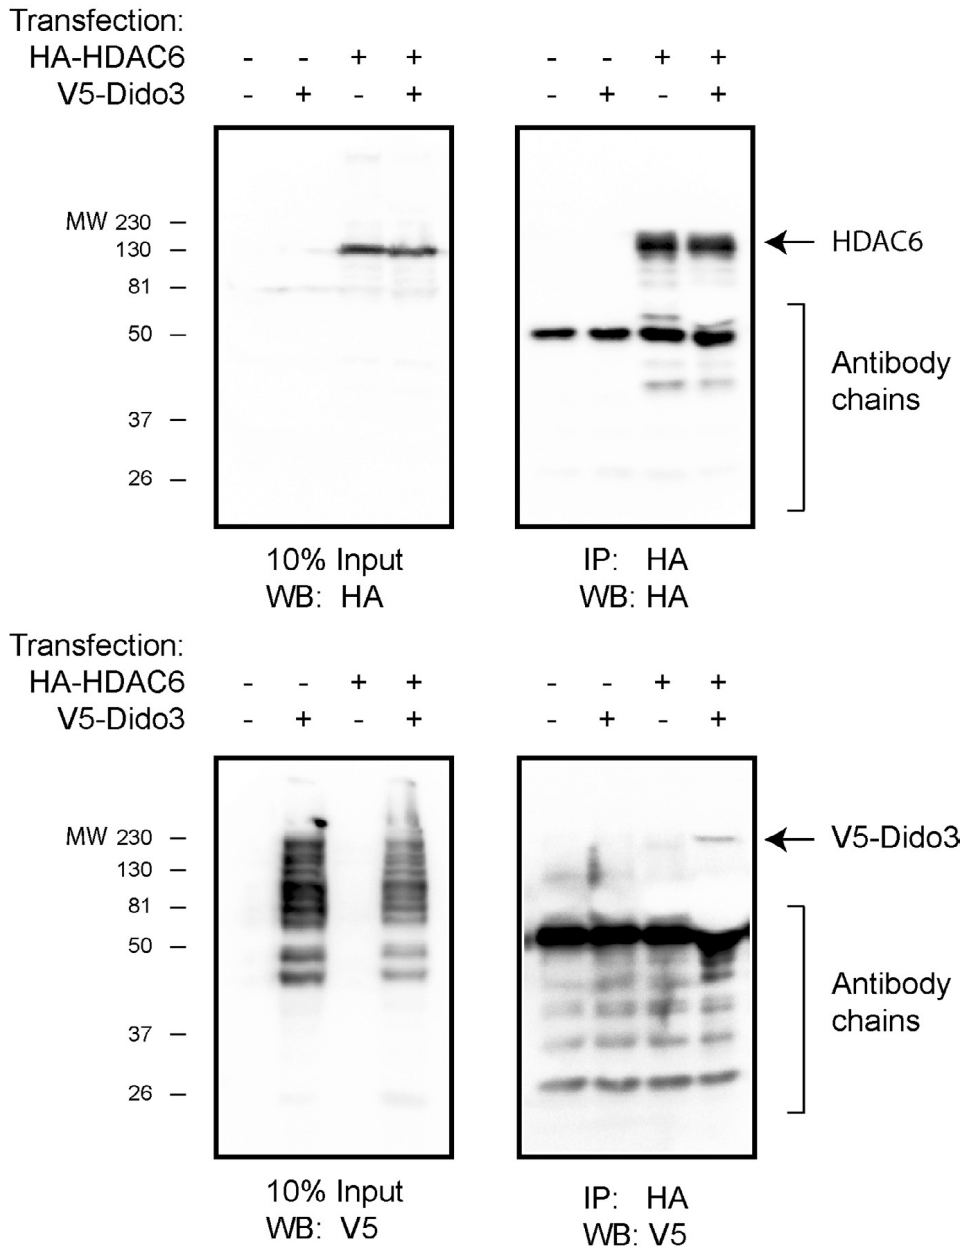 Transfection:
HA-HDAC6 - - + + - - + +
V5-Dido3 - + - + - + - +
MW 230 –
130 –
HDAC6
81 –
50 –
Antibody
chains
37 –
26 –
10% Input
WB: HA
IP: HA
WB: HA
Transfection:
HA-HDAC6 - - + + - - + +
V5-Dido3 - + - + - + - +
MW 230 –
V5-Dido3
130 –
81 –
50 –
Antibody
chains
37 –
26 –
10% Input
WB: V5
IP: HA
WB: V5